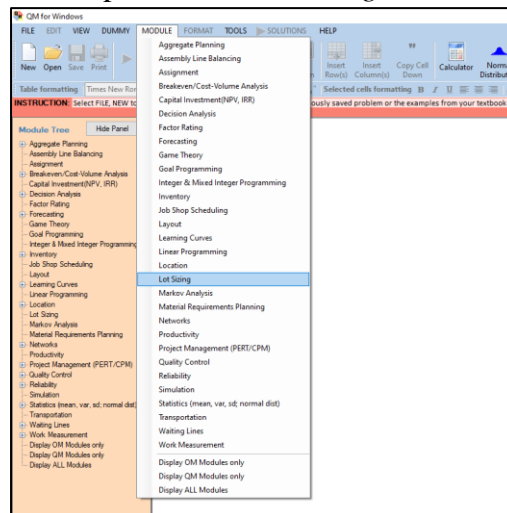 QM for Windows
FILE EDIT VIEW DUMMY MODULE FORMAT TOOLS SOLUTIONS HELP
New Open Save Print
Insert Row(s) Insert Column(s) Copy Cell Down Calculator
Table formatting Times New Selected cells formatting B I U
INSTRUCTION: Select FILE, NEW to previously saved problem or the examples from your textbook
Module Tree Hide Panel
Aggregate Planning
Assembly Line Balancing
Assignment
Breakeven/Cost-Volume Analysis
Capital Investment(NPV, IRR)
Decision Analysis
Factor Rating
Forecasting
Game Theory
Goal Programming
Integer & Mixed Integer Programming
Inventory
Job Shop Scheduling
Layout
Learning Curves
Linear Programming
Location
Lot Sizing
Markov Analysis
Material Requirements Planning
Networks
Productivity
Project Management (PERT/CPM)
Quality Control
Reliability
Simulation
Statistics (mean, var, sd; normal dist)
Transportation
Waiting Lines
Work Measurement
Display OM Modules only
Display QM Modules only
Display ALL Modules
Aggregate Planning
Assembly Line Balancing
Assignment
Breakeven/Cost-Volume Analysis
Capital Investment(NPV, IRR)
Decision Analysis
Factor Rating
Forecasting
Game Theory
Goal Programming
Integer & Mixed Integer Programming
Inventory
Job Shop Scheduling
Layout
Learning Curves
Linear Programming
Location
Lot Sizing
Markov Analysis
Material Requirements Planning
Networks
Productivity
Project Management (PERT/CPM)
Quality Control
Reliability
Simulation
Statistics (mean, var, sd; normal dist)
Transportation
Waiting Lines
Work Measurement
Display OM Modules only
Display QM Modules only
Display ALL Modules